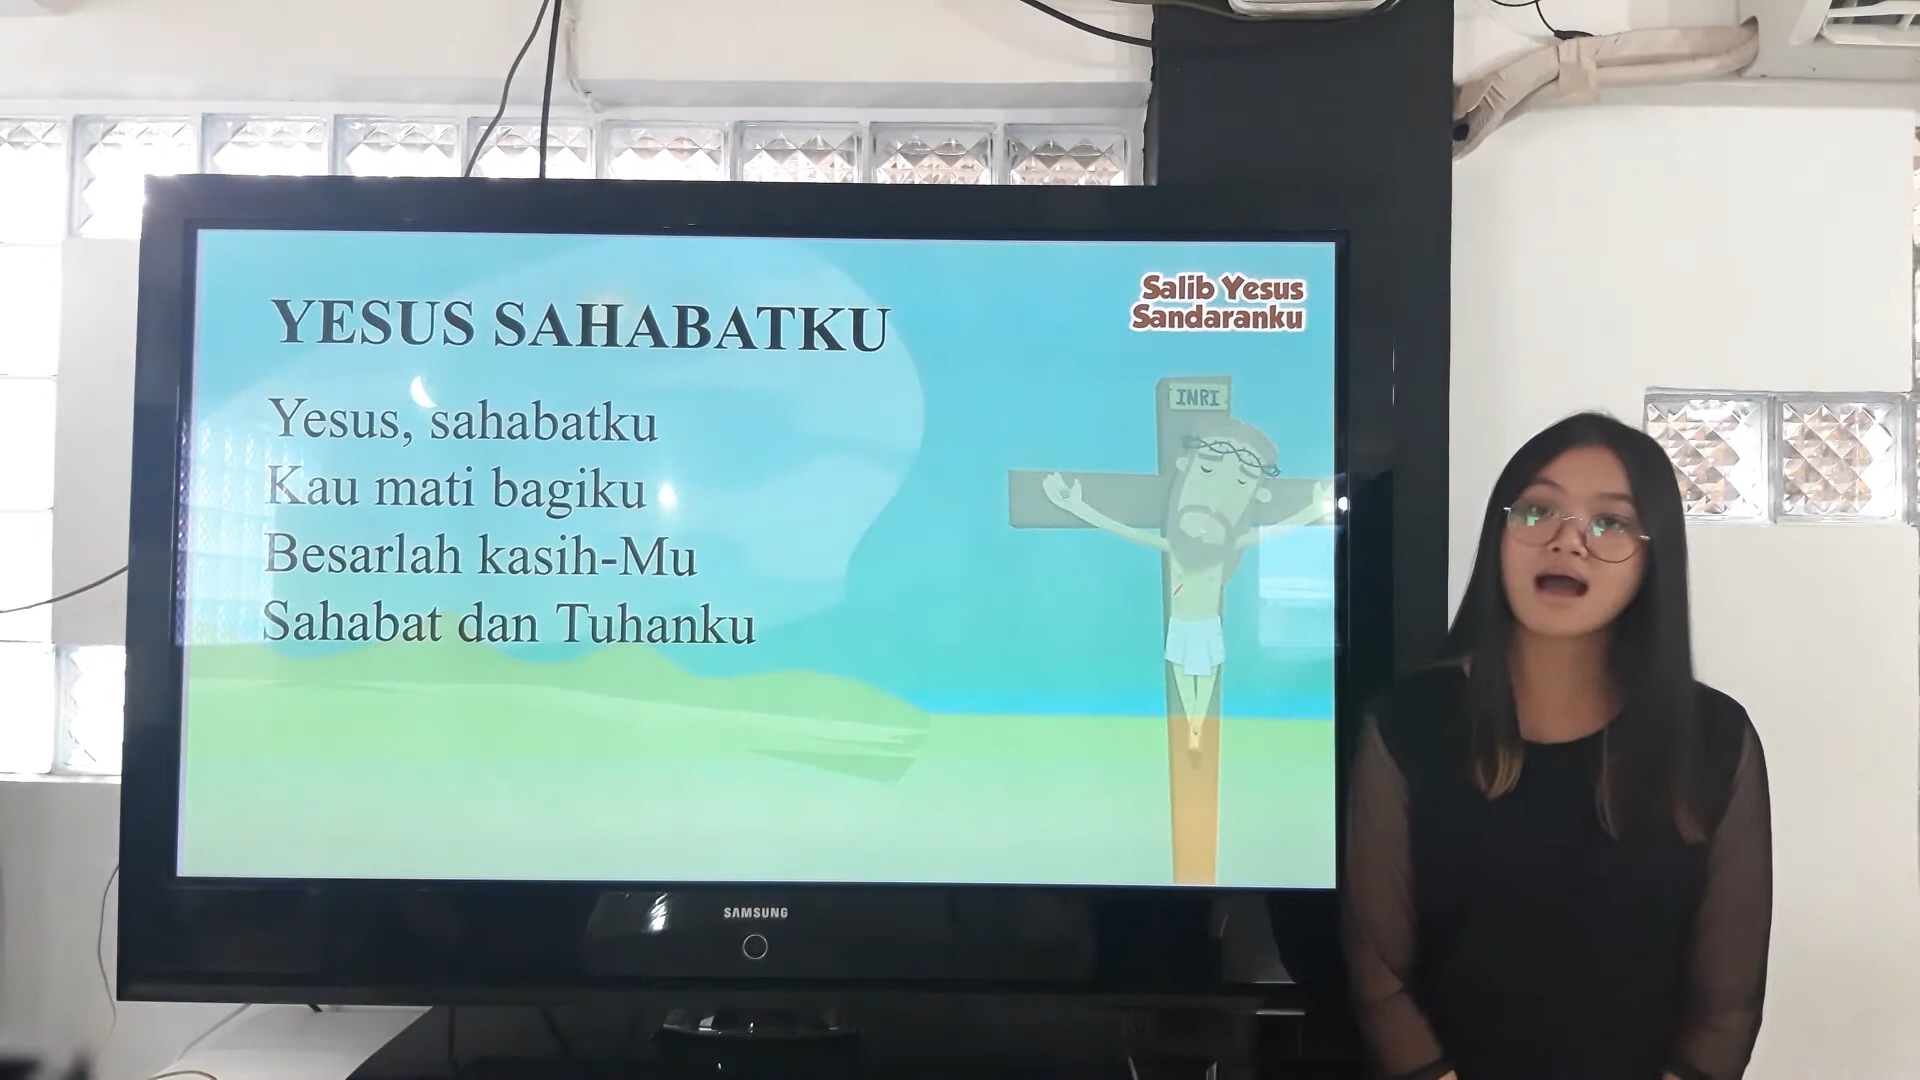 YESUS SAHABATKU
Yesus, sahabatku
Kau mati bagiku
Besarlah kasih-Mu
Sahabat dan Tuhanku
Salib Yesus
Sandaranku
INRI
SAMSUNG